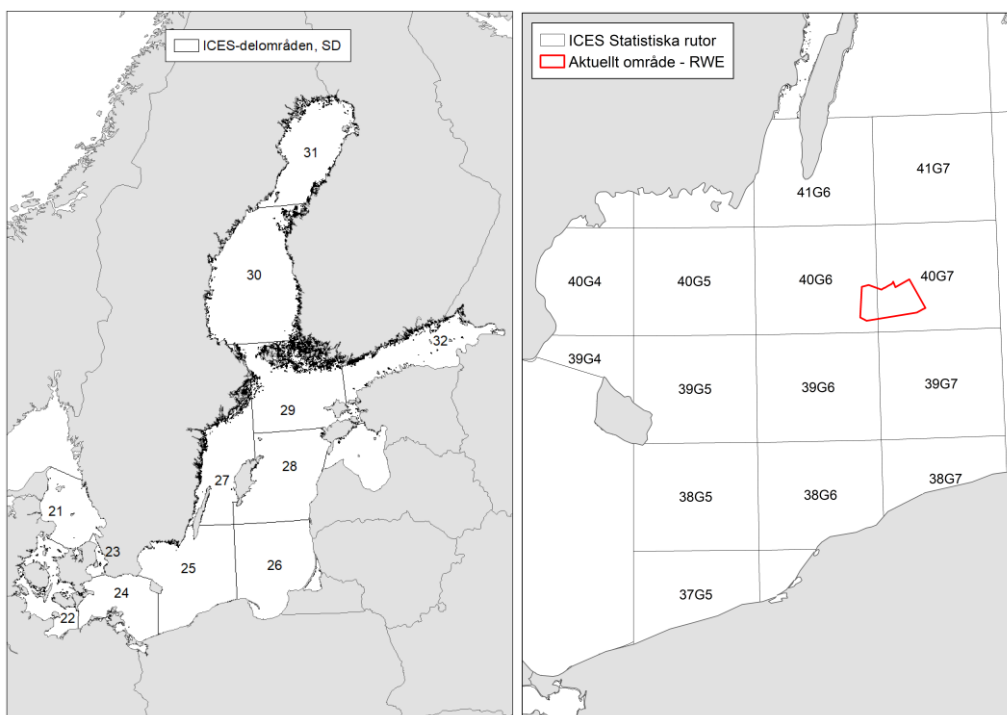 ICES-delområden, SD
31
30
32
29
28
27
21
23
25
26
24
22
ICES Statistiska rutor
Aktuellt område - RWE
41G7
41G6
40G4
40G5
40G6
40G7
39G4
39G5
39G6
39G7
38G5
38G6
38G7
37G5